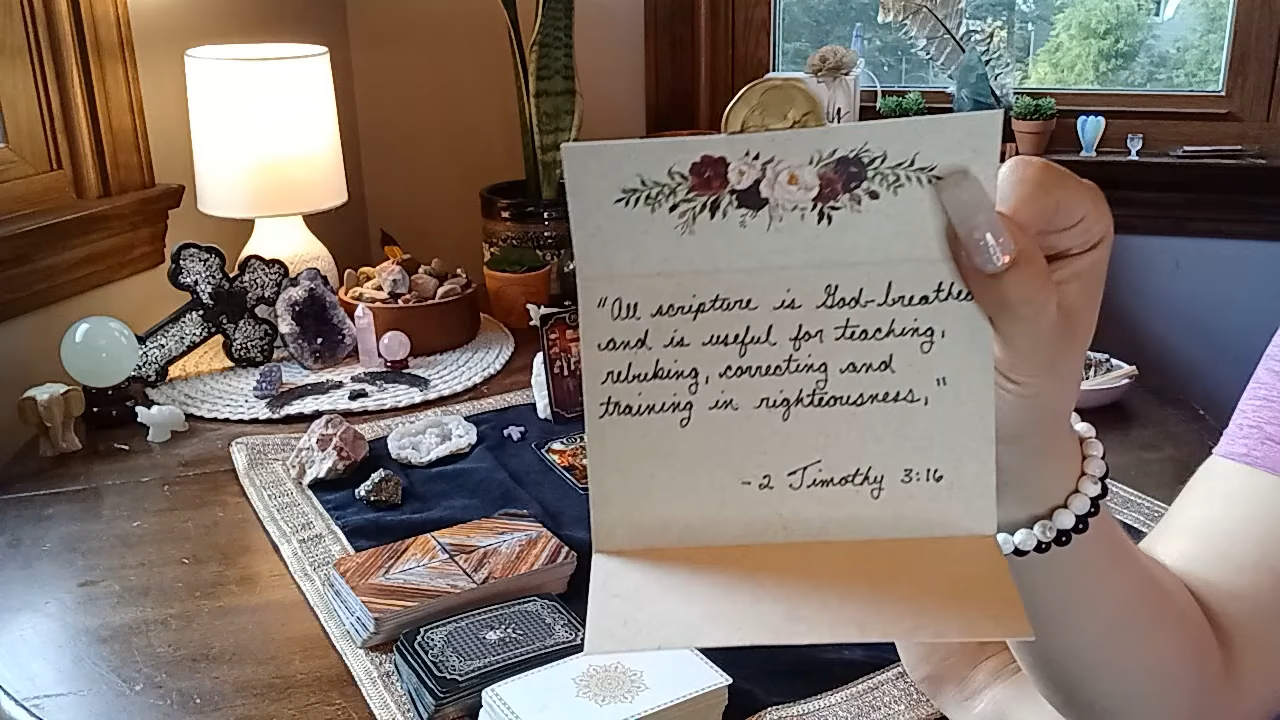 "All scripture is God-breathed
and is useful for teaching,
rebuking, correcting and
training in righteousness,"
-2 Timothy 3:16